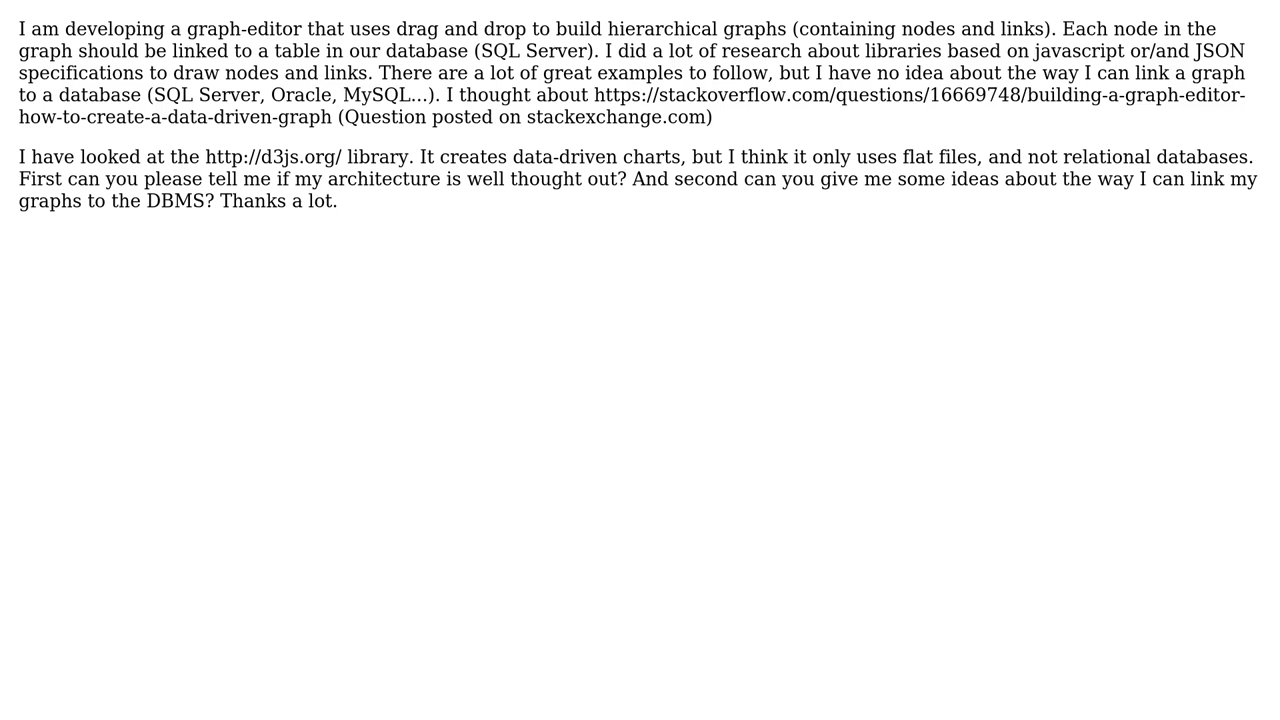 I am developing a graph-editor that uses drag and drop to build hierarchical graphs (containing nodes and links). Each node in the
graph should be linked to a table in our database (SQL Server). I did a lot of research about libraries based on javascript or/and JSON
specifications to draw nodes and links. There are a lot of great examples to follow, but I have no idea about the way I can link a graph
to a database (SQL Server, Oracle, MySQL...). I thought about https://stackoverflow.com/questions/16669748/building-a-graph-editor-
how-to-create-a-data-driven-graph (Question posted on stackexchange.com)
I have looked at the http://d3js.org/ library. It creates data-driven charts, but I think it only uses flat files, and not relational databases.
First can you please tell me if my architecture is well thought out? And second can you give me some ideas about the way I can link my
graphs to the DBMS? Thanks a lot.